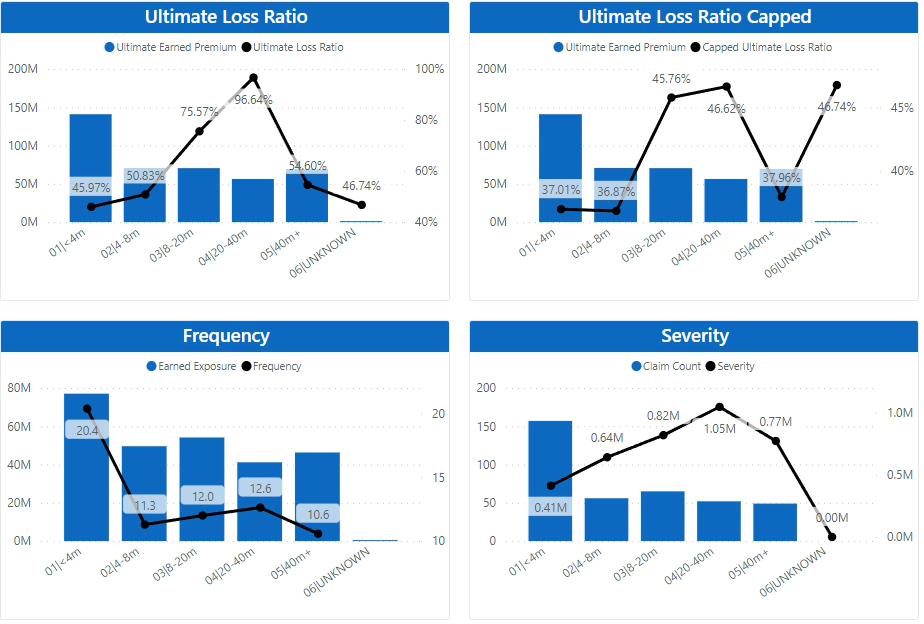 Ultimate Loss Ratio
Ultimate Earned Premium Ultimate Loss Ratio
200M
150M
100M
50M
0M
100%
80%
60%
40%
45.97%
50.83%
75.57%
96.64%
54.60%
46.74%
01|<4m
02|4-8m
03|8-20m
04|20-40m
05|40m+
06|UNKNOWN
Ultimate Loss Ratio Capped
Ultimate Earned Premium Capped Ultimate Loss Ratio
200M
150M
100M
50M
0M
45%
40%
37.01%
36.87%
45.76%
46.62%
37.96%
46.74%
01|<4m
02|4-8m
03|8-20m
04|20-40m
05|40m+
06|UNKNOWN
Frequency
Earned Exposure Frequency
80M
60M
40M
20M
0M
20
15
10
20.4
11.3
12.0
12.6
10.6
01|<4m
02|4-8m
03|8-20m
04|20-40m
05|40m+
06|UNKNOWN
Severity
Claim Count Severity
200
150
100
50
0
1.0M
0.5M
0.0M
0.41M
0.64M
0.82M
1.05M
0.77M
0.00M
01|<4m
02|4-8m
03|8-20m
04|20-40m
05|40m+
06|UNKNOWN